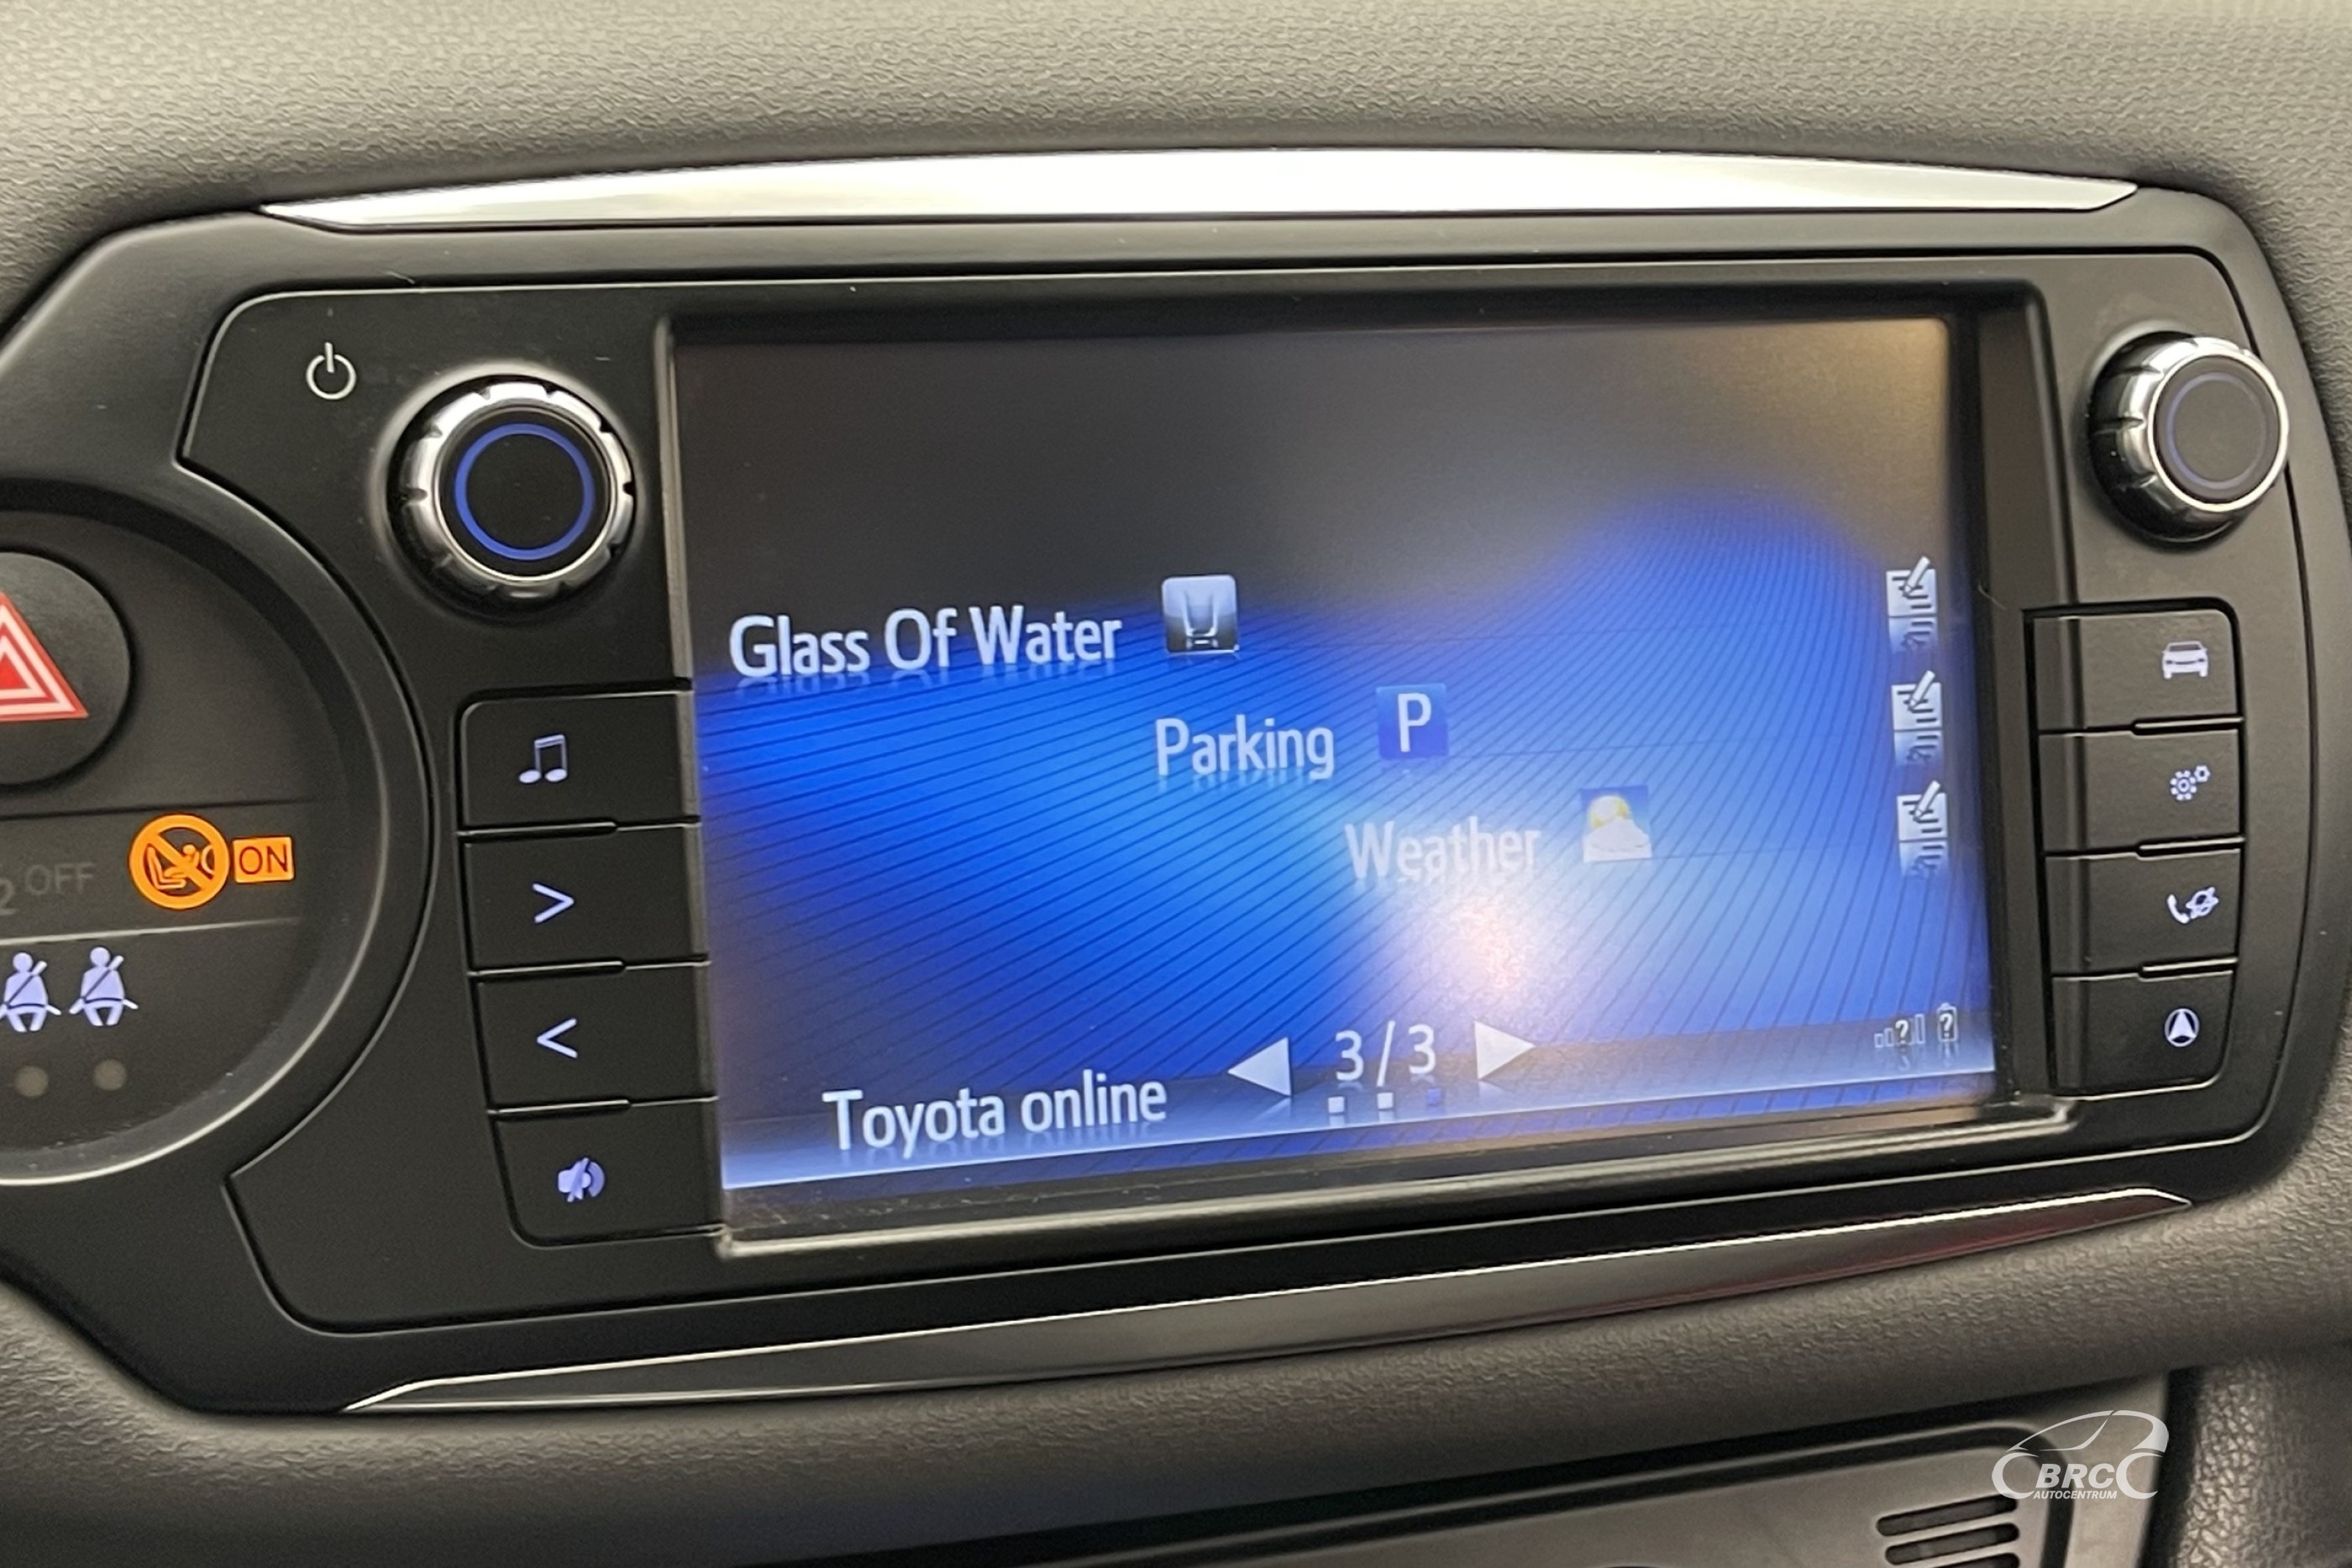 Glass Of Water
Parking P
Weather
Toyota online
3/3
OFF
ON
BRC
AUTOCENTRUM